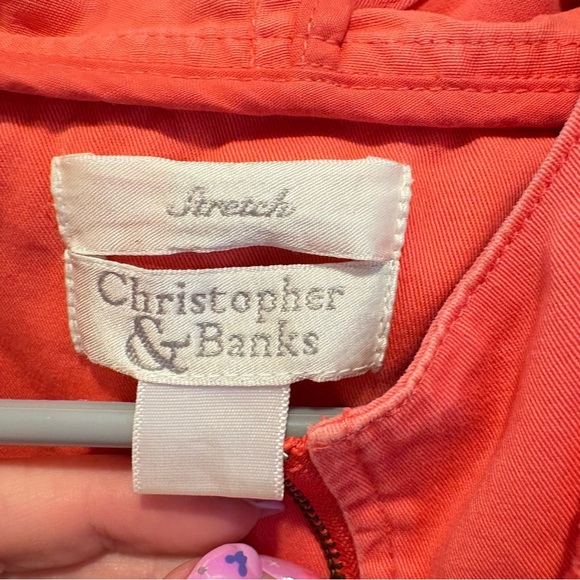 Stretch
Christopher
& Banks